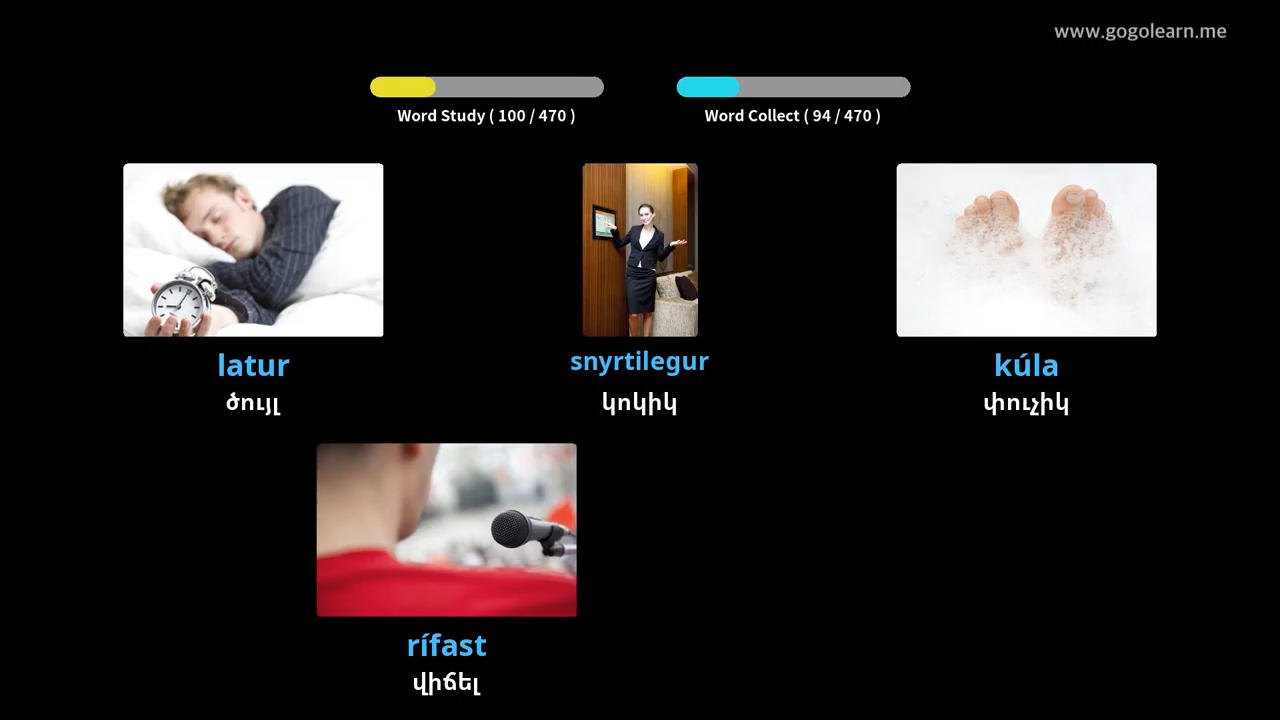 www.gogolearn.me
Word Study ( 100 / 470 )
Word Collect ( 94 / 470 )
latur
ծույլ
snyrtilegur
կոկիկ
kúla
փուչիկ
rífast
վիճել